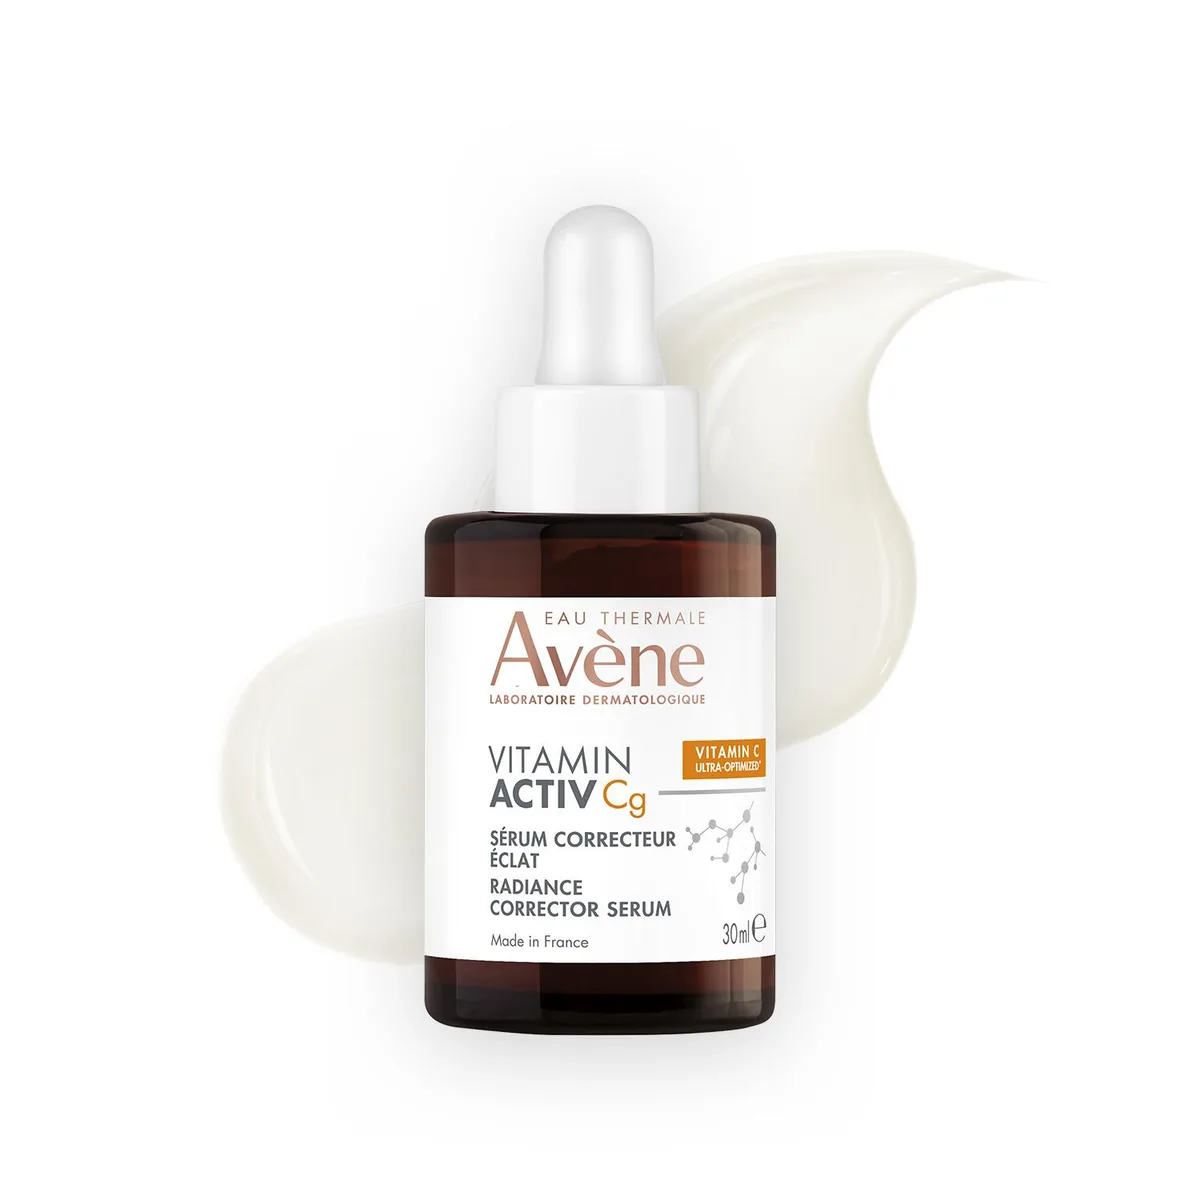 EAU THERMALE
Avène
LABORATOIRE DERMATOLOGIQUE
VITAMIN
ACTIV Cg
VITAMIN C
ULTRA-OPTIMIZED*
SÉRUM CORRECTEUR
ÉCLAT
RADIANCE
CORRECTOR SERUM
Made in France
30ml e